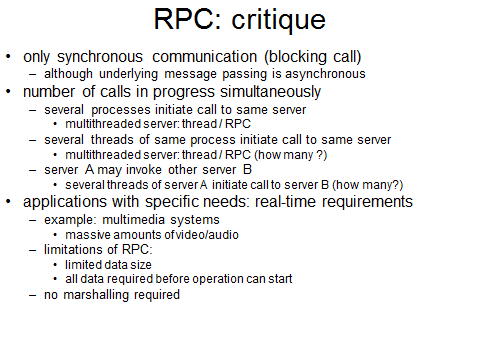 RPC: critique
• only synchronous communication (blocking call)
– although underlying message passing is asynchronous
• number of calls in progress simultaneously
– several processes initiate call to same server
• multithreaded server: thread / RPC
– several threads of same process initiate call to same server
• multithreaded server: thread / RPC (how many ?)
– server A may invoke other server B
• several threads of server A initiate call to server B (how many?)
• applications with specific needs: real-time requirements
– example: multimedia systems
• massive amounts of video/audio
– limitations of RPC:
• limited data size
• all data required before operation can start
– no marshalling required